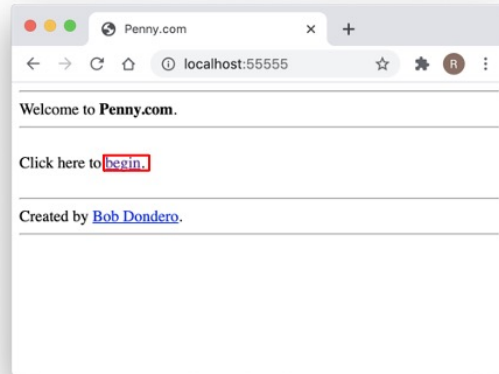 Penny.com
localhost:55555
R
Welcome to Penny.com.
Click here to begin.
Created by Bob Dondero.